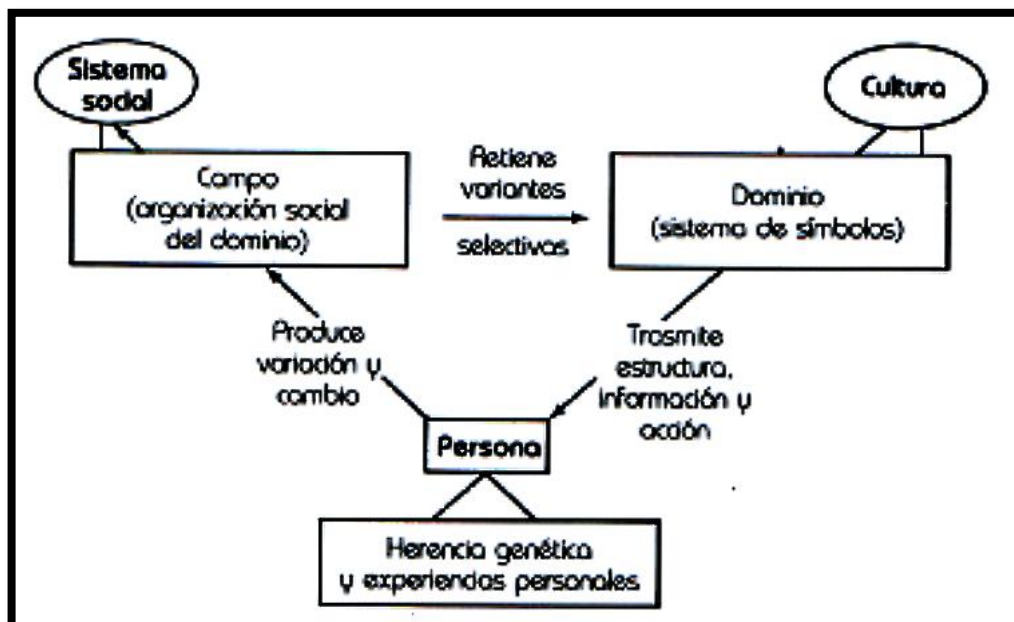 Sistema
social
Cultura
Campo
(organización social
del dominio)
Retiene
variantes
selectivas
Dominio
(sistema de símbolos)
Produce
variación y
cambio
Trasmite
estructura,
información y
acción
Persona
Herencia genética
y experiencias personales